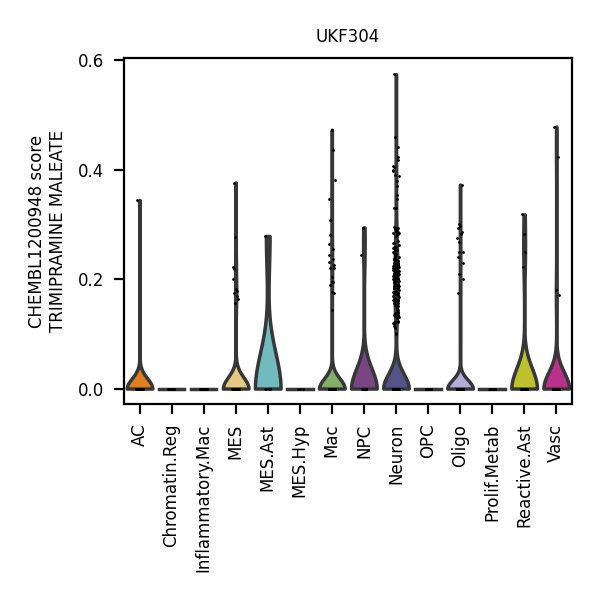 UKF304
CHEMBL1200948 score
TRIMIPRAMINE MALEATE
0.6
0.4
0.2
0.0
AC
Chromatin.Reg
Inflammatory.Mac
MES
MES.Ast
MES.Hyp
Mac
NPC
Neuron
OPC
Oligo
Prolif.Metab
Reactive.Ast
Vasc